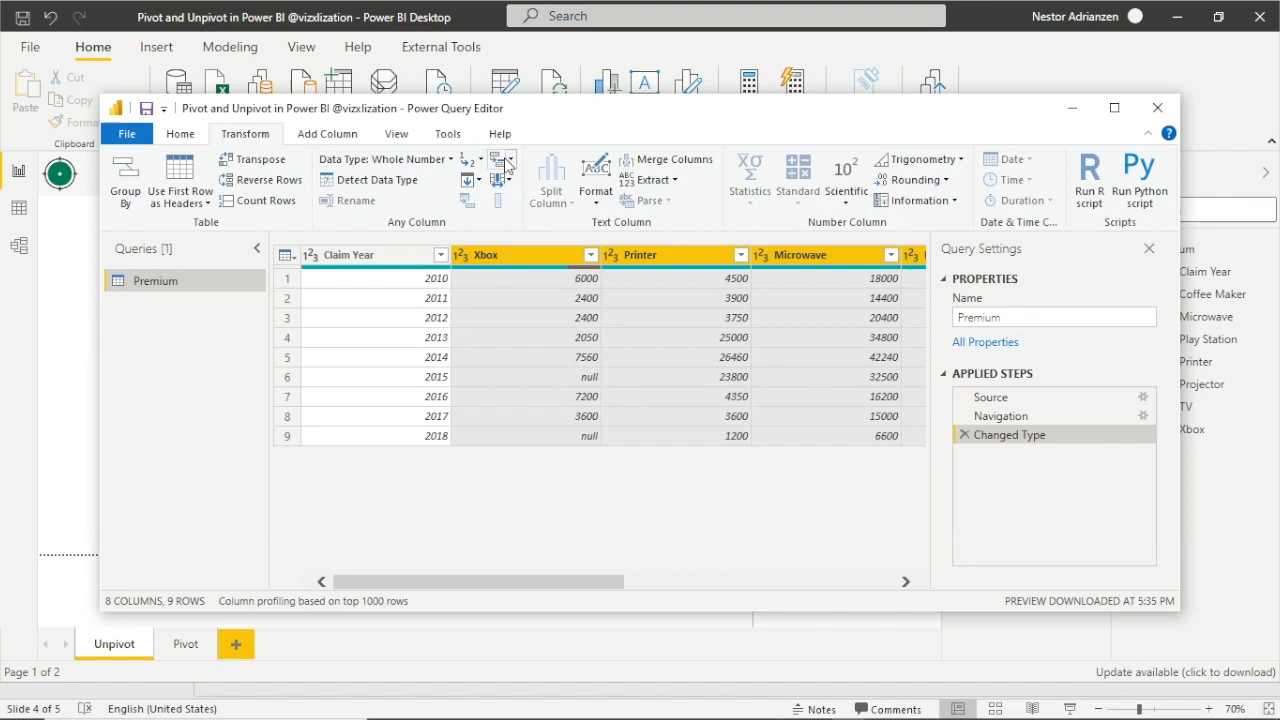 Pivot and Unpivot in Power BI @vizxlization - Power BI Desktop
Search
Nestor Adrianzen
File Home Insert Modeling View Help External Tools
Paste
Cut
Copy
Forma
Clipboard
Pivot and Unpivot in Power BI @vizxlization - Power Query Editor
File Home Transform Add Column View Tools Help
Group By
Use First Row as Headers
Transpose
Reverse Rows
Count Rows
Table
Data Type: Whole Number
Detect Data Type
Rename
Any Column
Split Column
Format
Merge Columns
Extract
Parse
Text Column
Statistics
Standard
Scientific
Trigonometry
Rounding
Information
Number Column
Date
Time
Duration
Date & Time C...
Run R script
Run Python script
Scripts
Queries [1]
Premium
Claim Year Xbox Printer Microwave
1 2010 6000 4500 18000
2 2011 2400 3900 14400
3 2012 2400 3750 20400
4 2013 2050 25000 34800
5 2014 7560 26460 42240
6 2015 null 23800 32500
7 2016 7200 4350 16200
8 2017 3600 3600 15000
9 2018 null 1200 6600
Query Settings
PROPERTIES
Name
Premium
All Properties
APPLIED STEPS
Source
Navigation
Changed Type
um
Claim Year
Coffee Maker
Microwave
Play Station
Printer
Projector
TV
Xbox
8 COLUMNS, 9 ROWS Column profiling based on top 1000 rows
PREVIEW DOWNLOADED AT 5:35 PM
Unpivot Pivot
Page 1 of 2
Update available (click to download)
Slide 4 of 5 English (United States) Notes Comments 70%